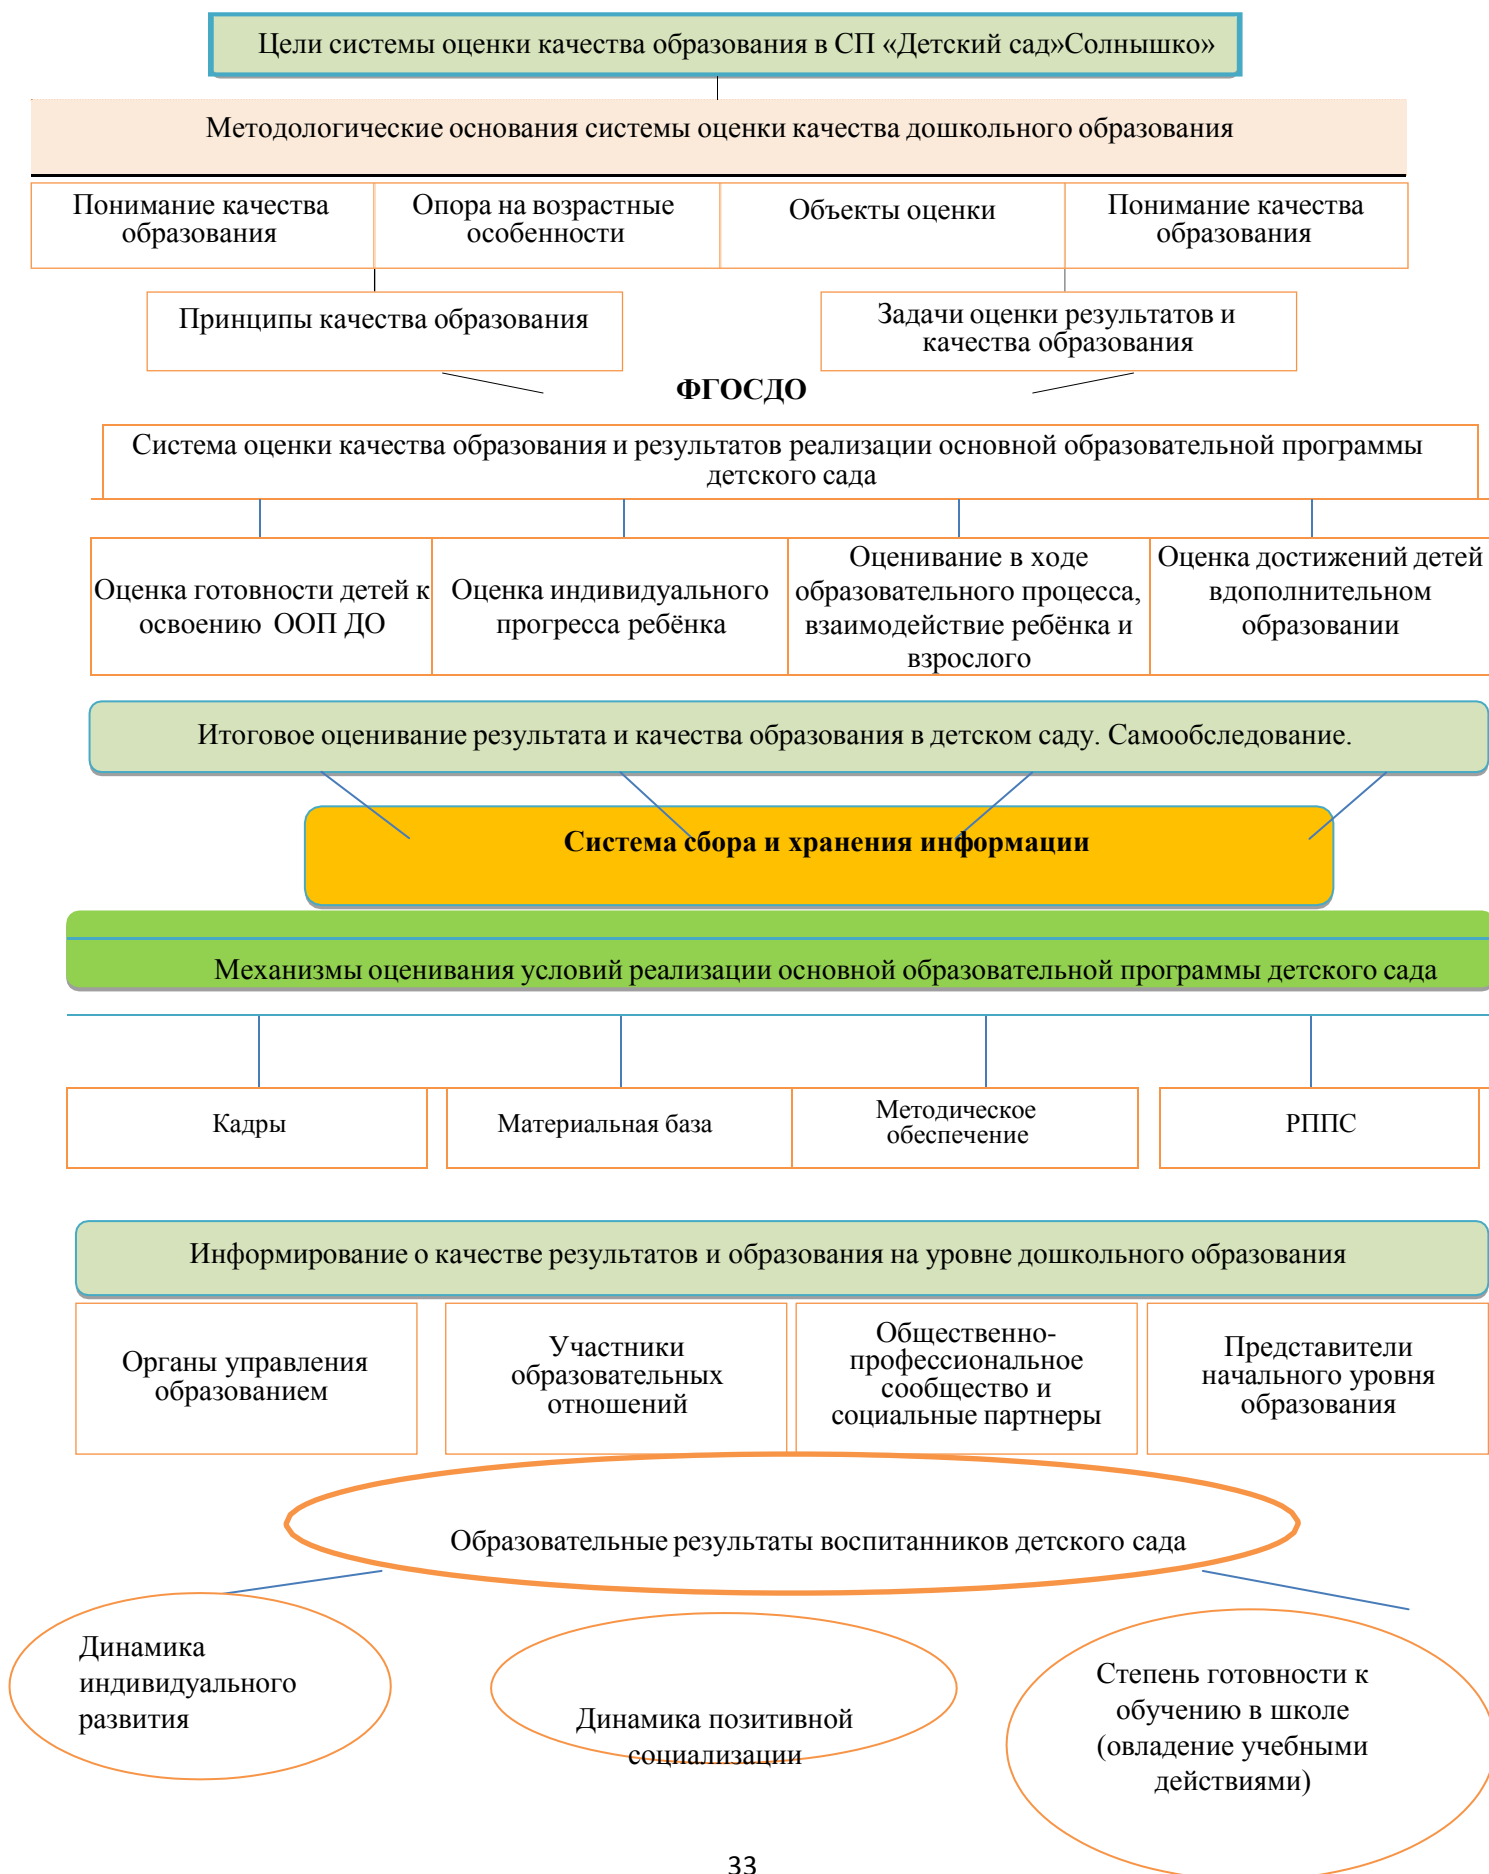 Цели системы оценки качества образования в СП «Детский сад»Солнышко»
Методологические основания системы оценки качества дошкольного образования
Понимание качества
образования
Опора на возрастные
особенности
Объекты оценки
Понимание качества
образования
Принципы качества образования
Задачи оценки результатов и
качества образования
ФГОСДО
Система оценки качества образования и результатов реализации основной образовательной программы
детского сада
Оценка готовности детей к
освоению ООП ДО
Оценка индивидуального
прогресса ребёнка
Оценивание в ходе
образовательного процесса,
взаимодействие ребёнка и
взрослого
Оценка достижений детей
вдополнительном
образовании
Итоговое оценивание результата и качества образования в детском саду. Самообследование.
Система сбора и хранения информации
Механизмы оценивания условий реализации основной образовательной программы детского сада
Кадры
Материальная база
Методическое
обеспечение
РППС
Информирование о качестве результатов и образования на уровне дошкольного образования
Органы управления
образованием
Участники
образовательных
отношений
Общественно-
профессиональное
сообщество и
социальные партнеры
Представители
начального уровня
образования
Образовательные результаты воспитанников детского сада
Динамика
индивидуального
развития
Динамика позитивной
социализации
Степень готовности к
обучению в школе
(овладение учебными
действиями)
33